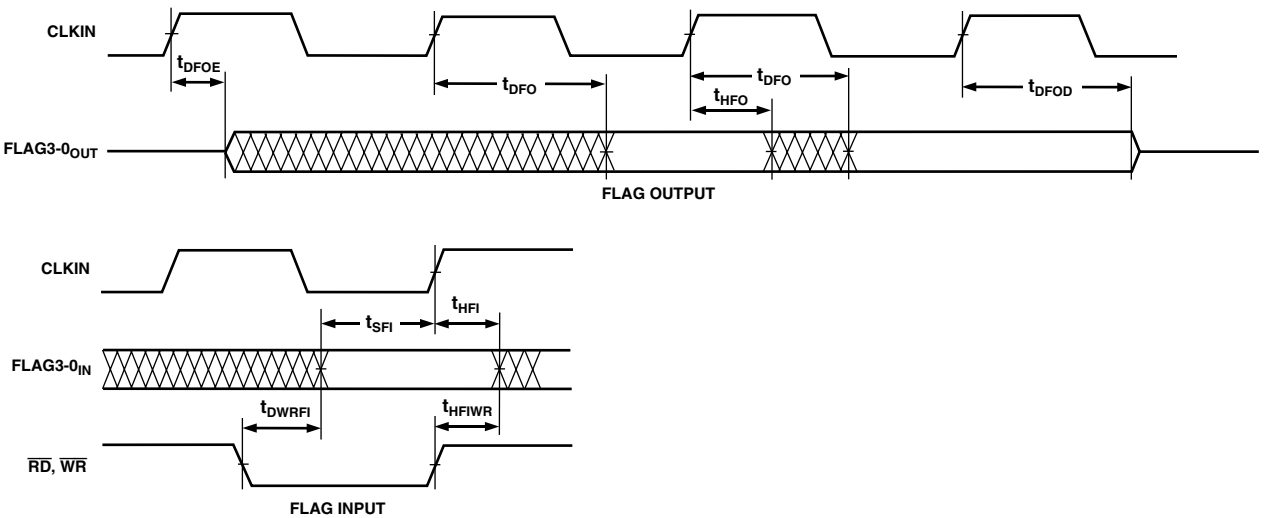 CLKIN
tDFOE
tDFO
tDFO
tHFO
tDFOD
FLAG3-0OUT
FLAG OUTPUT
CLKIN
tSFI
tHFI
FLAG3-0IN
tDWRFI
tHFIWR
RD, WR
FLAG INPUT